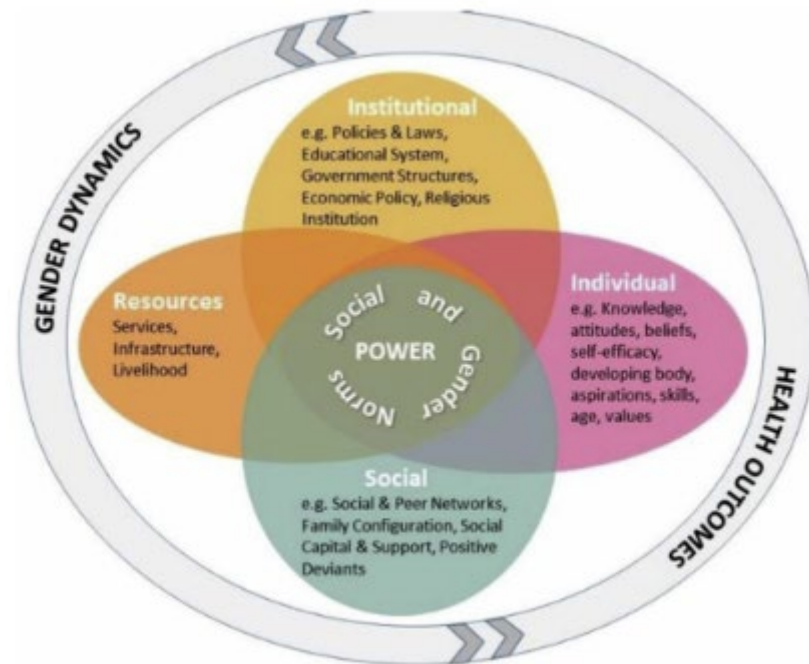 GENDER DYNAMICS
Institutional
e.g. Policies & Laws,
Educational System,
Government Structures,
Economic Policy, Religious
Institution
Resources
Services,
Infrastructure,
Livelihood
Social and
Gender
Norms
POWER
Individual
e.g. Knowledge,
attitudes, beliefs,
self-efficacy,
developing body,
aspirations, skills,
age, values
Social
e.g. Social & Peer Networks,
Family Configuration, Social
Capital & Support, Positive
Deviants
HEALTH OUTCOMES